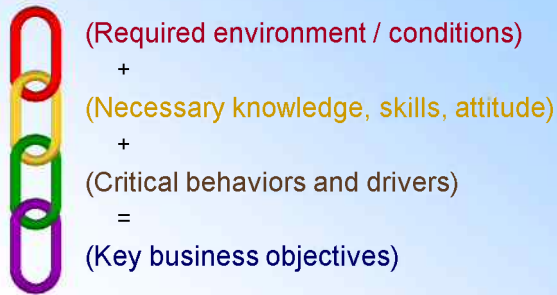 (Required environment / conditions)
+
(Necessary knowledge, skills, attitude)
+
(Critical behaviors and drivers)
=
(Key business objectives)